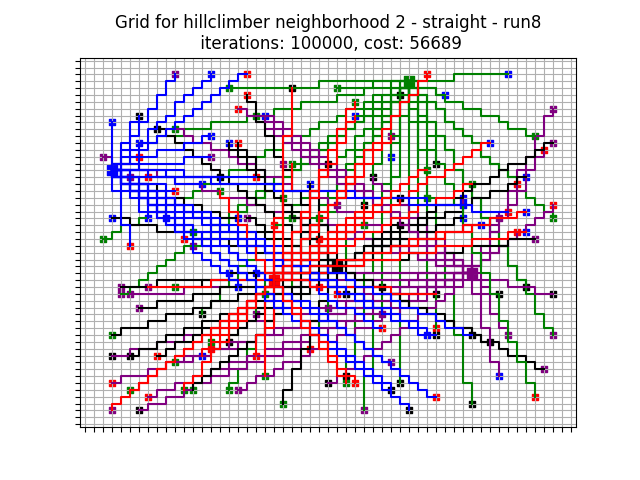 Grid for hillclimber neighborhood 2 - straight - run8
iterations: 100000, cost: 56689